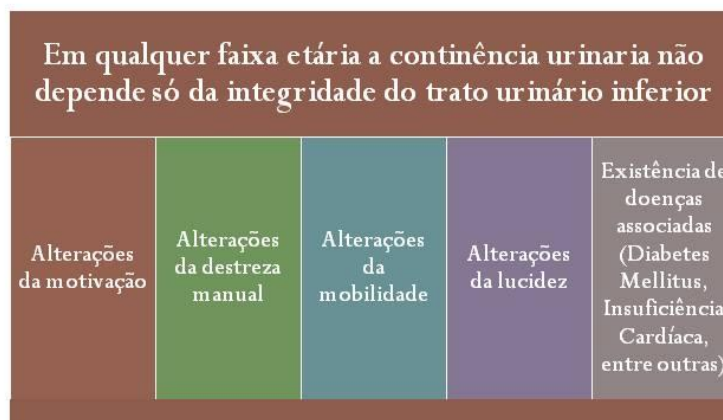 Em qualquer faixa etária a continência urinaria não
depende só da integridade do trato urinário inferior
Alterações
da motivação
Alterações
da destreza
manual
Alterações
da
mobilidade
Alterações
da lucidez
Existência de
doenças
associadas
(Diabetes
Mellitus,
Insuficiência
Cardíaca,
entre outras)